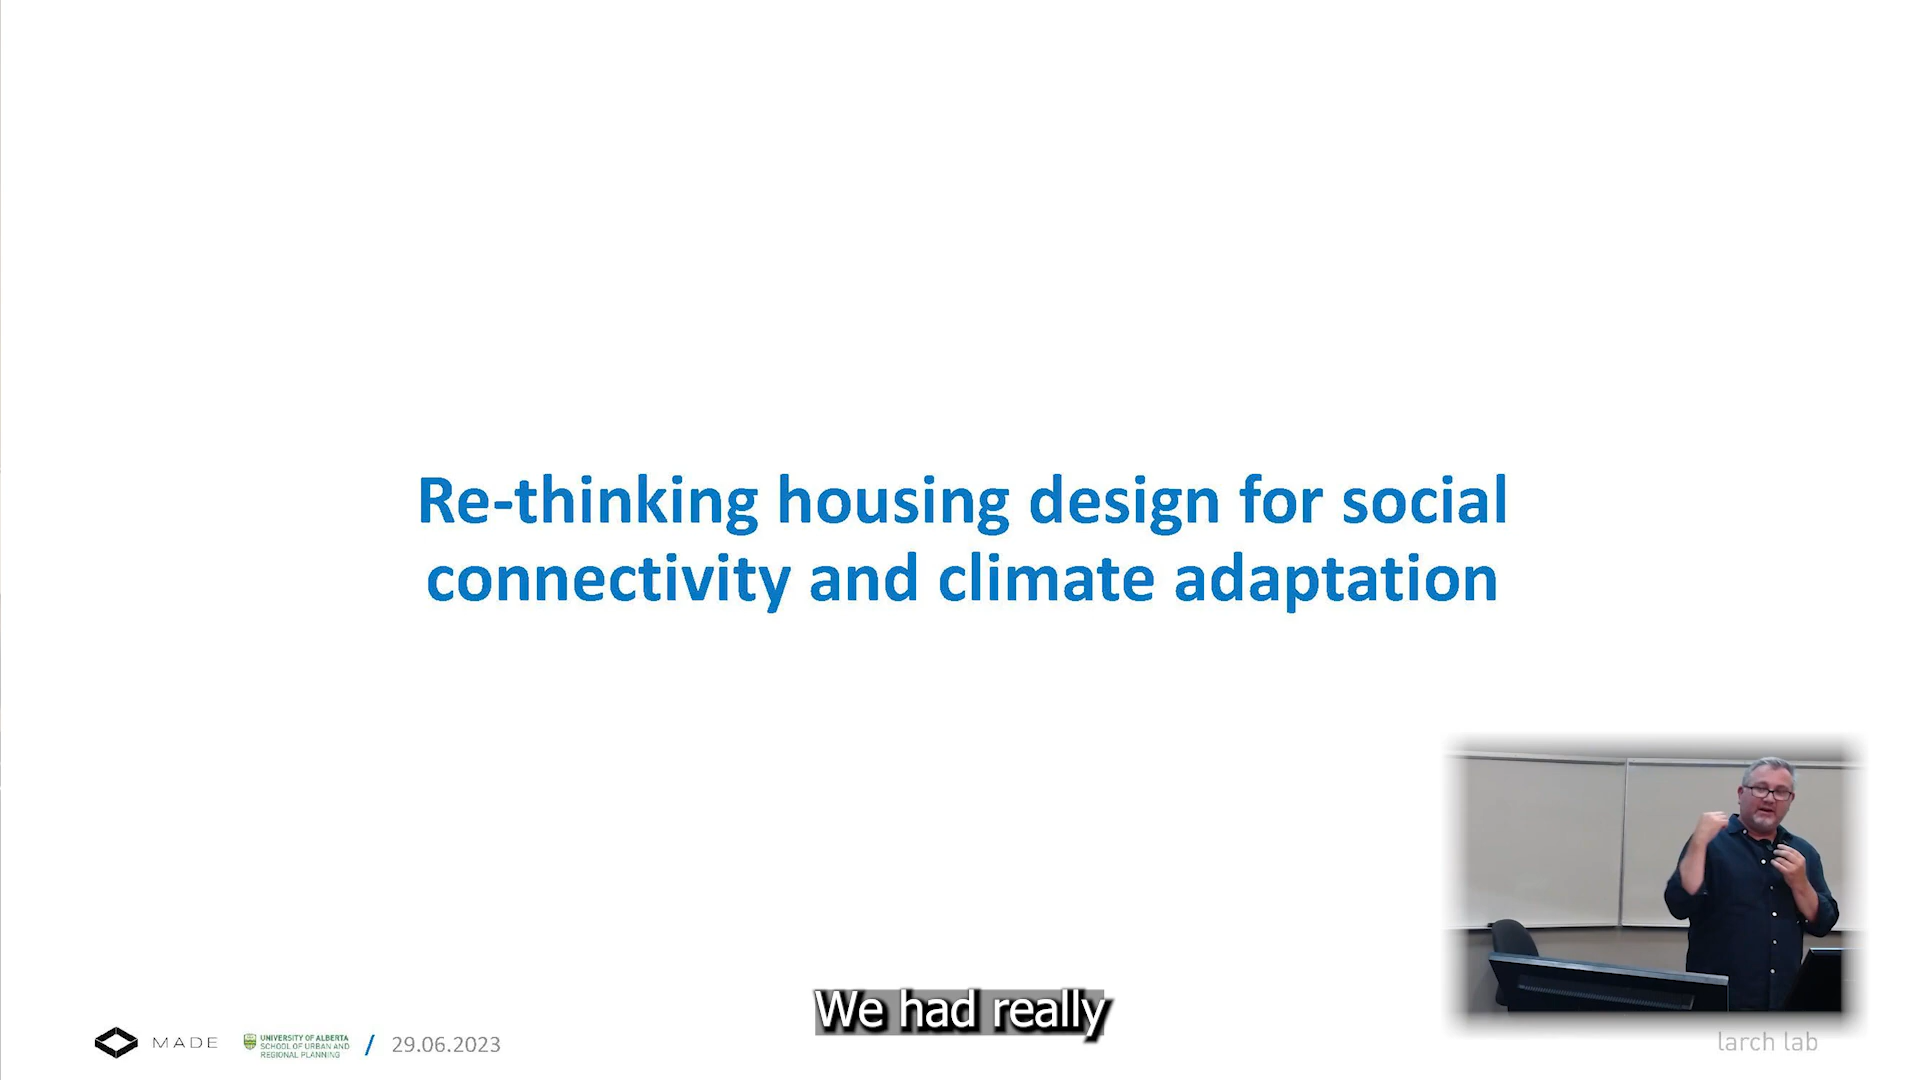 Re-thinking housing design for social
connectivity and climate adaptation
We had really
MADE
UNIVERSITY OF ALBERTA
SCHOOL OF URBAN AND
REGIONAL PLANNING
/ 29.06.2023
larch lab